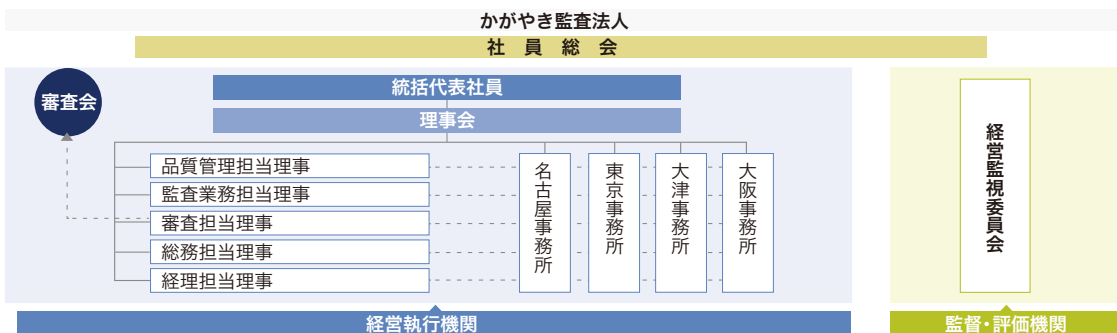 かがやき監査法人
社 員 総 会
審査会
統括代表社員
理事会
品質管理担当理事
監査業務担当理事
審査担当理事
総務担当理事
経理担当理事
名古屋事務所
東京事務所
大津事務所
大阪事務所
経営監視委員会
経営執行機関
監督・評価機関